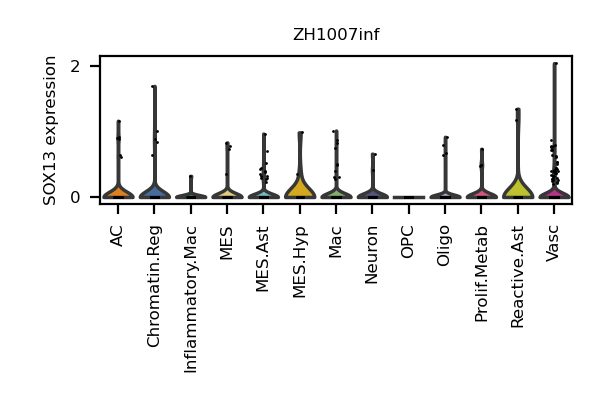 ZH1007inf
SOX13 expression
2
0
AC
Chromatin.Reg
Inflammatory.Mac
MES
MES.Ast
MES.Hyp
Mac
Neuron
OPC
Oligo
Prolif.Metab
Reactive.Ast
Vasc